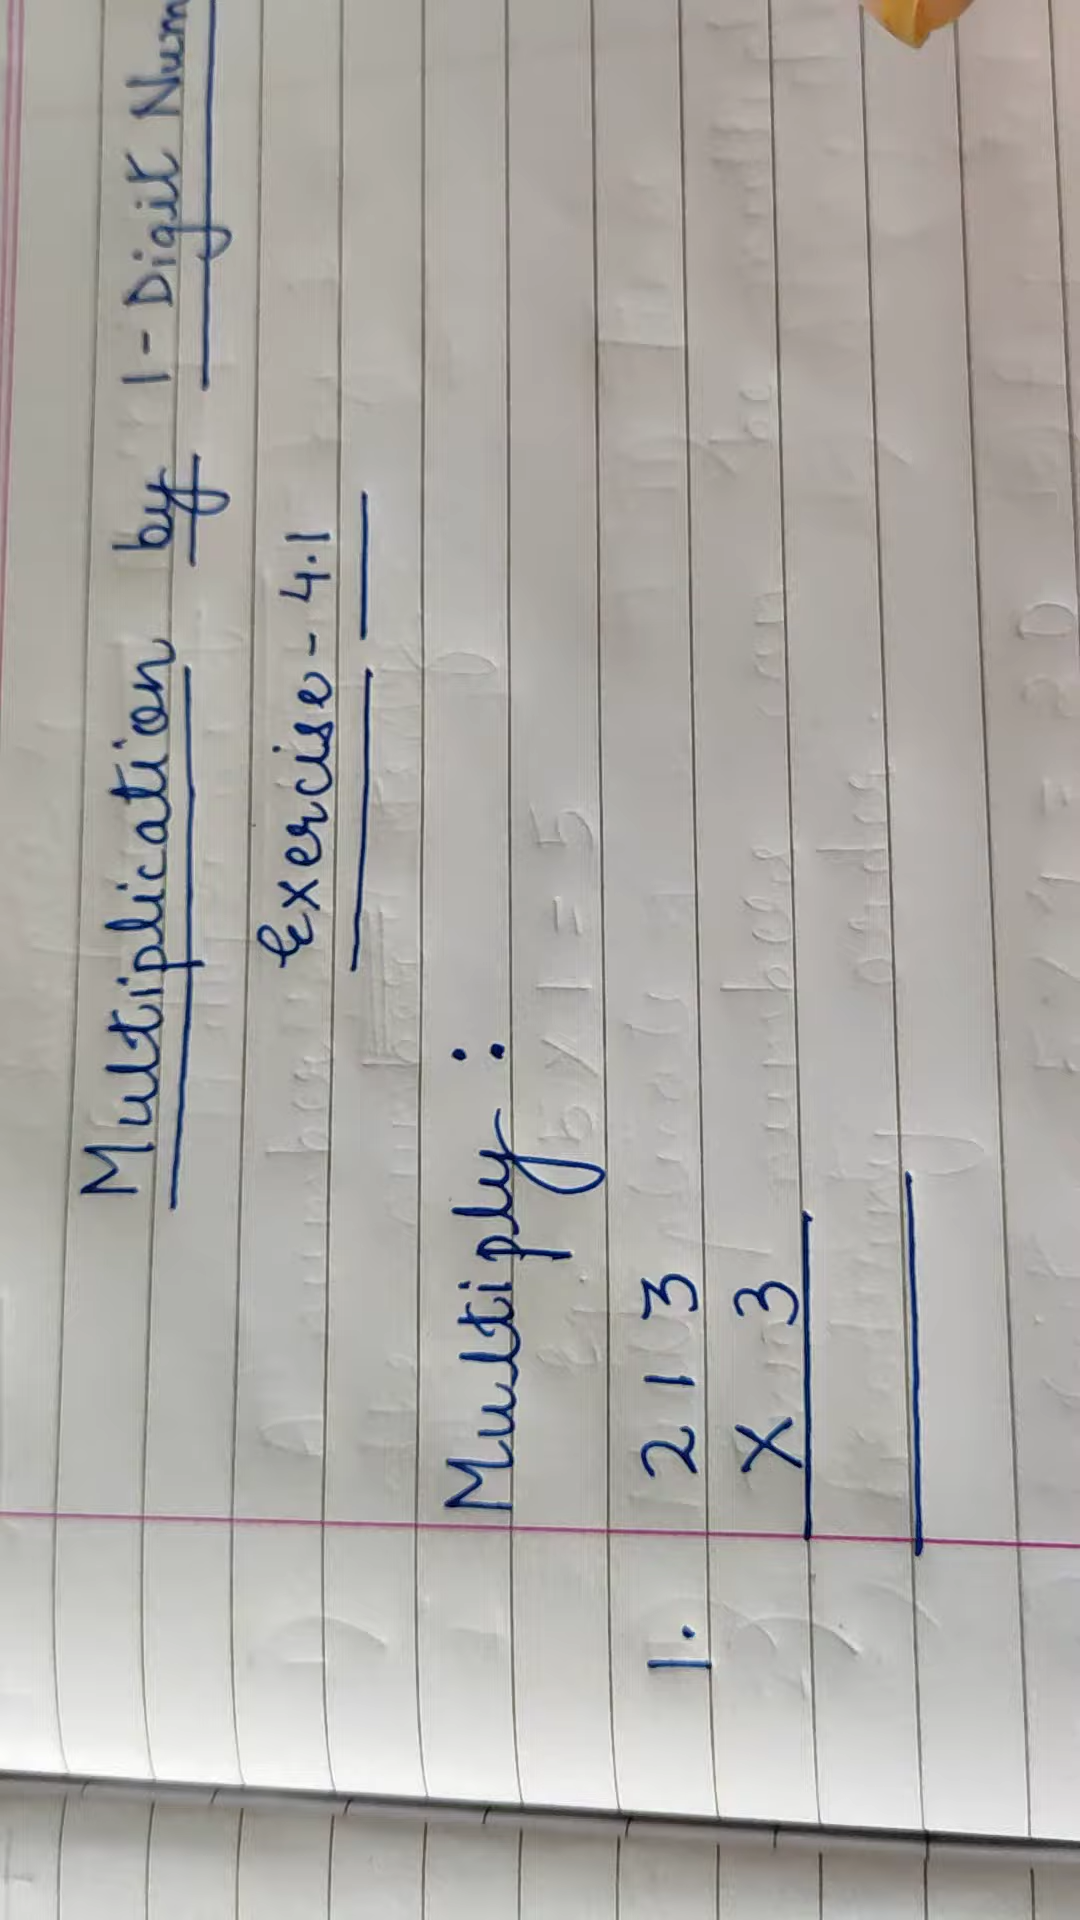 Multiplication by 1-Digit Num
Exercise - 4.1
Multiply :
1. 213
x 3